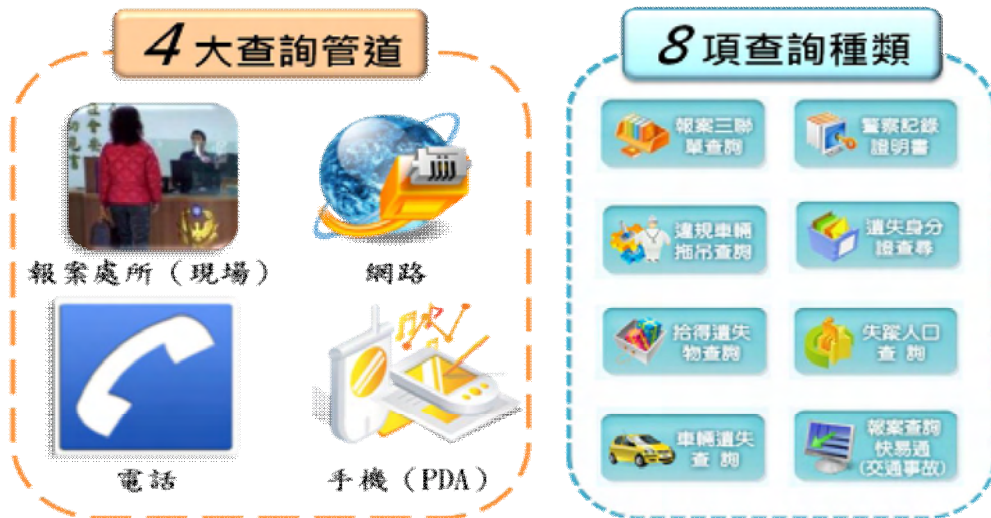 4大查詢管道
報案處所（現場）
網路
電話
手機（PDA）
8項查詢種類
報案三聯
單查詢
警察記錄
證明書
違規車輛
拖吊查詢
遺失身分
證查尋
拾得遺失
物查詢
失蹤人口
查 詢
車輛遺失
查 詢
報案查詢
快易通
(交通事故)